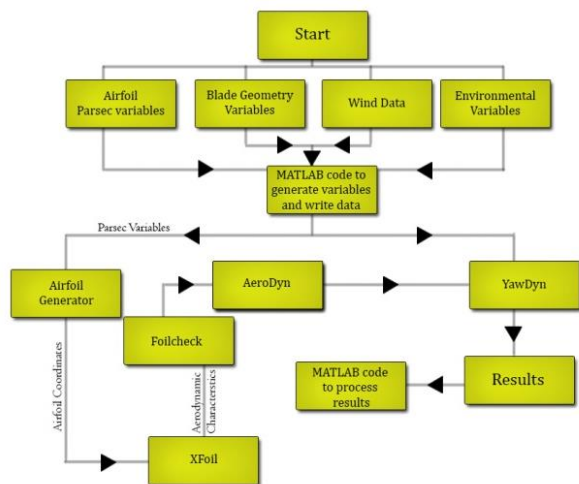 Start
Airfoil
Parsec variables
Blade Geometry
Variables
Wind Data
Environmental
Variables
MATLAB code to
generate variables
and write data
Parsec Variables
Airfoil
Generator
AeroDyn
YawDyn
Foilcheck
Airfoil Coordinates
Aerodynamic
Characterstics
MATLAB code
to process
results
Results
XFoil